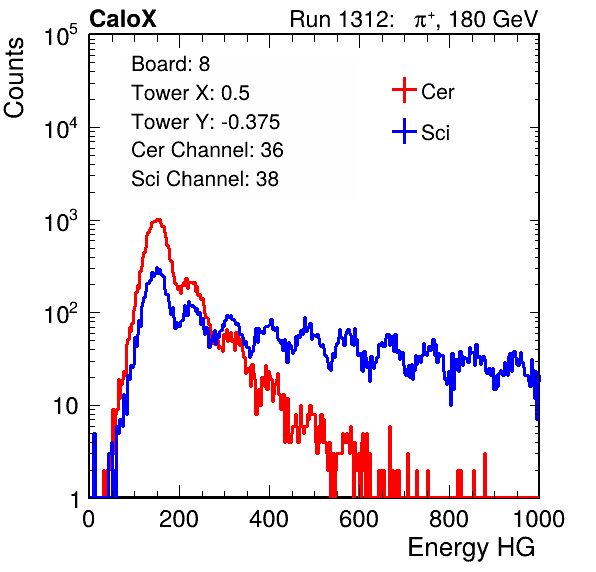 CaloX Run 1312: π⁺, 180 GeV
Counts
Board: 8
Tower X: 0.5
Tower Y: -0.375
Cer Channel: 36
Sci Channel: 38
Cer
Sci
10⁵
10⁴
10³
10²
10
1
0 200 400 600 800 1000
Energy HG